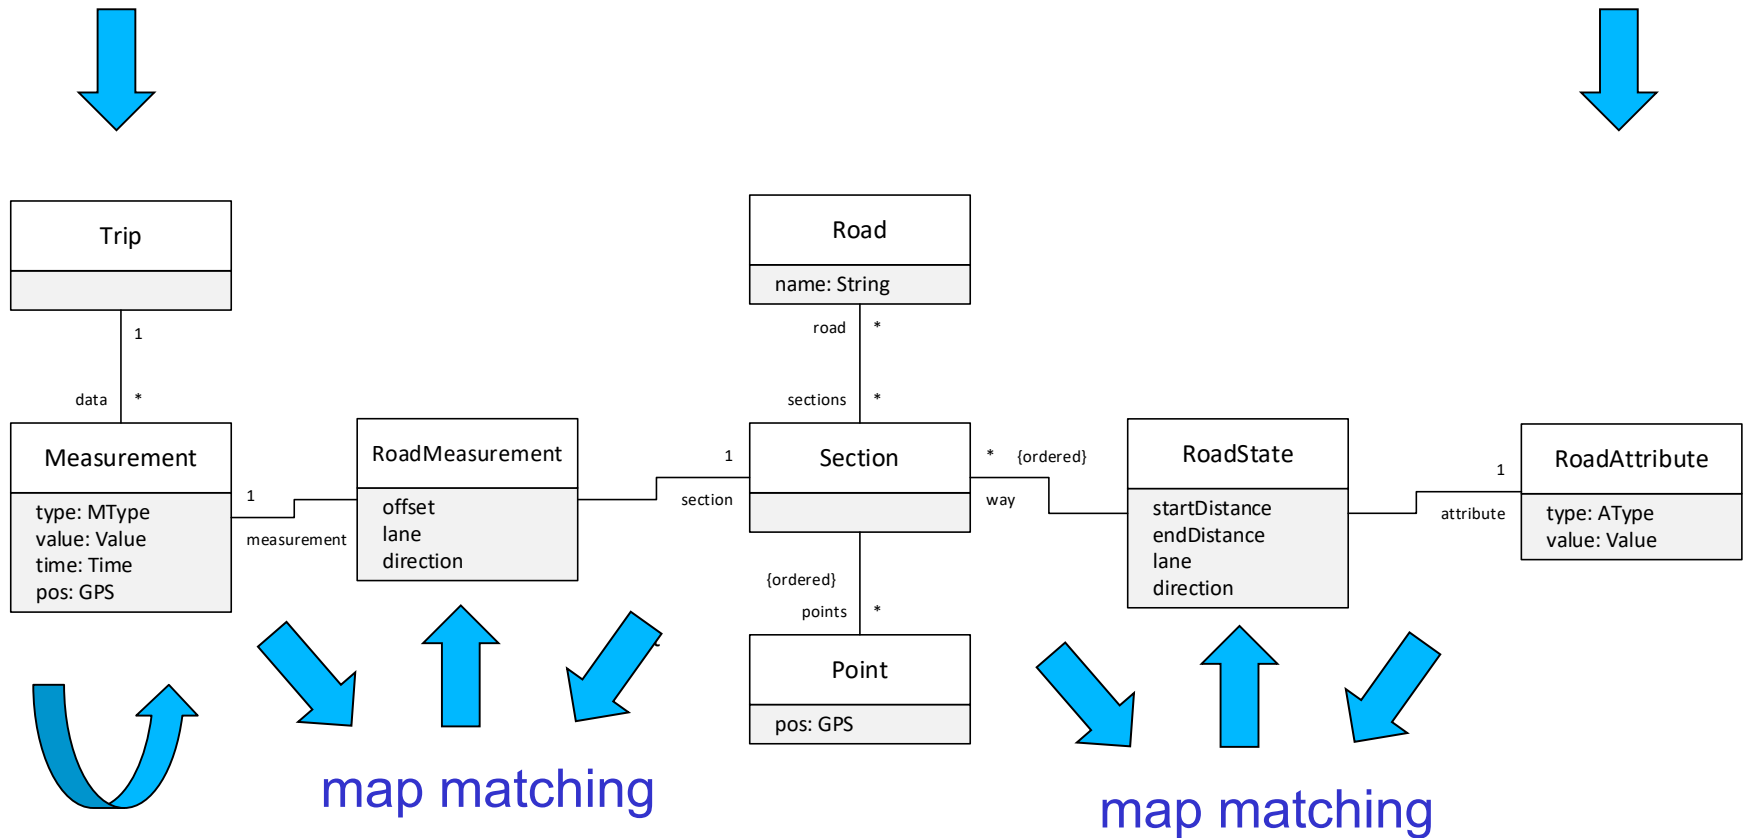 Trip
1
data *
Measurement
type: MType
value: Value
time: Time
pos: GPS
1
measurement
RoadMeasurement
offset
lane
direction
1
section
Road
name: String
road *
sections *
Section
{ordered}
points *
Point
pos: GPS
* {ordered}
way
RoadState
startDistance
endDistance
lane
direction
1
attribute
RoadAttribute
type: AType
value: Value
map matching
map matching